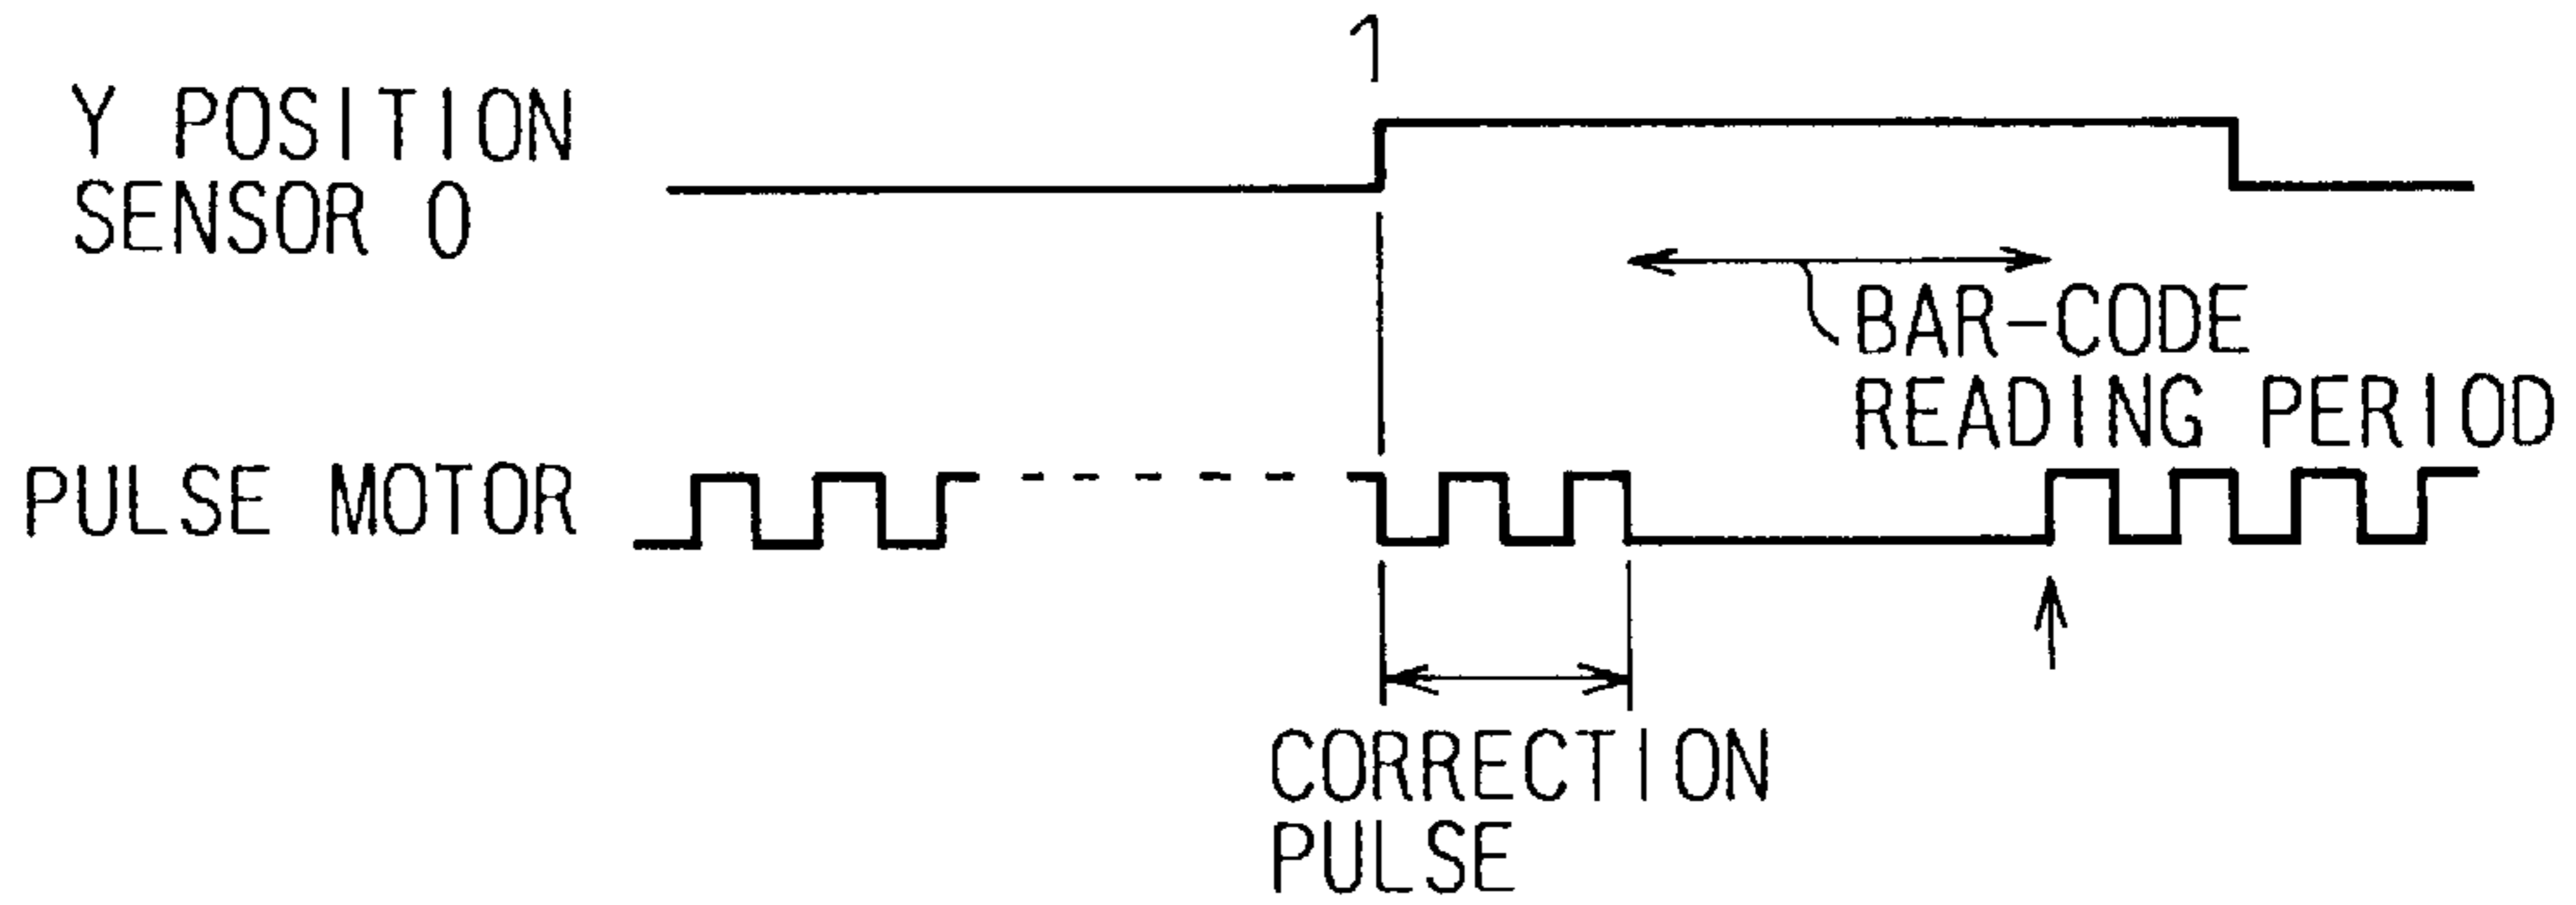 1
Y POSITION
SENSOR 0
BAR-CODE
READING PERIOD
PULSE MOTOR
CORRECTION
PULSE